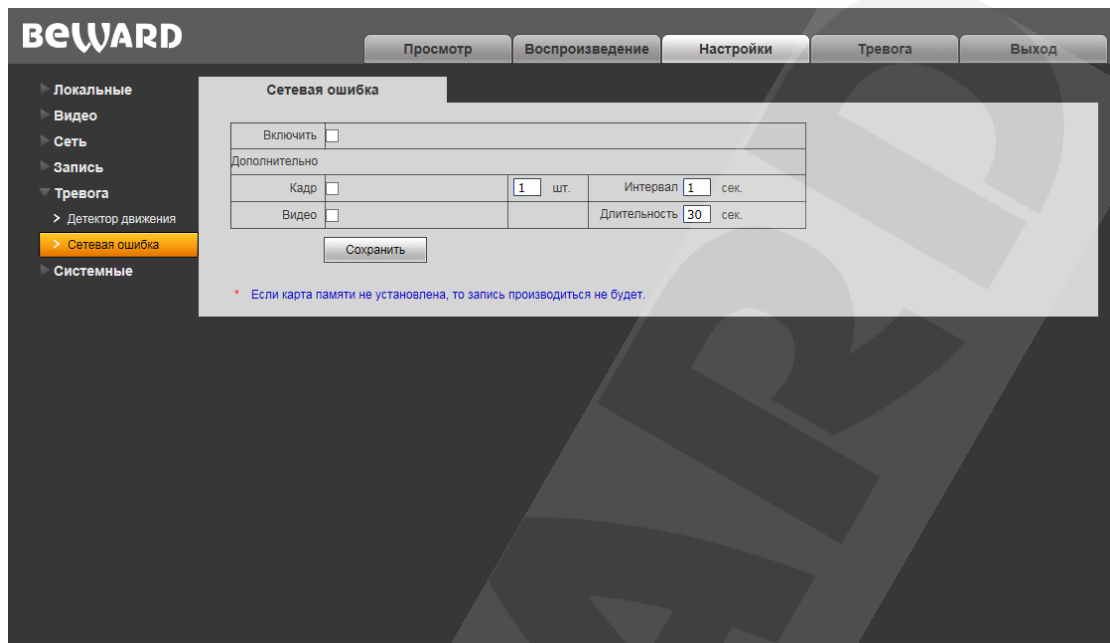 BEWARD
Просмотр Воспроизведение Настройки Тревога Выход
Локальные
Видео
Сеть
Запись
Тревога
> Детектор движения
> Сетевая ошибка
Системные
Сетевая ошибка
Включить
Дополнительно
Кадр 1 шт. Интервал 1 сек.
Видео Длительность 30 сек.
Сохранить
* Если карта памяти не установлена, то запись производиться не будет.